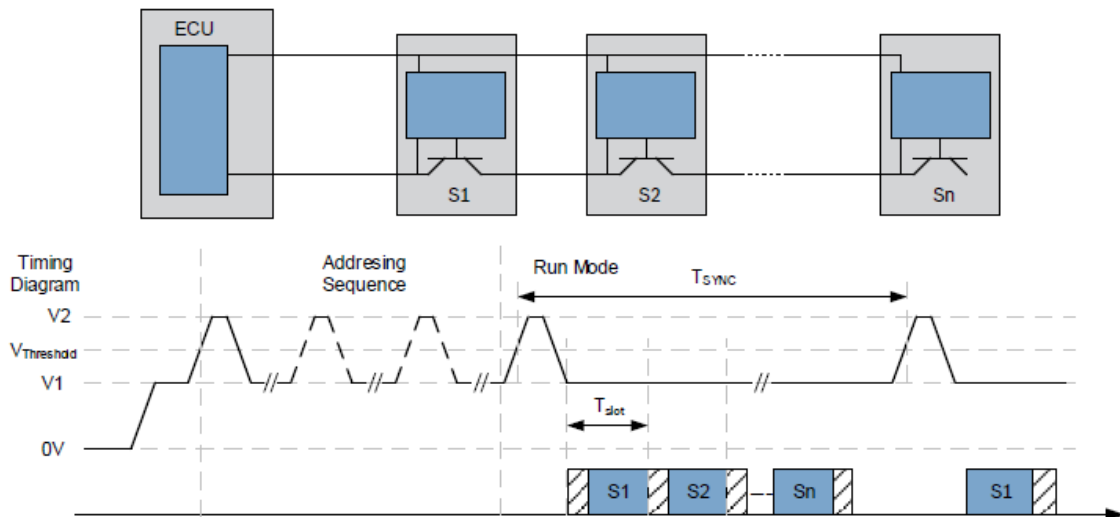 ECU
S1
S2
Sn
Timing
Diagram
Addresing
Sequence
Run Mode
TSYNC
V2
VThreshold
V1
Tslot
0V
S1
S2
Sn
S1